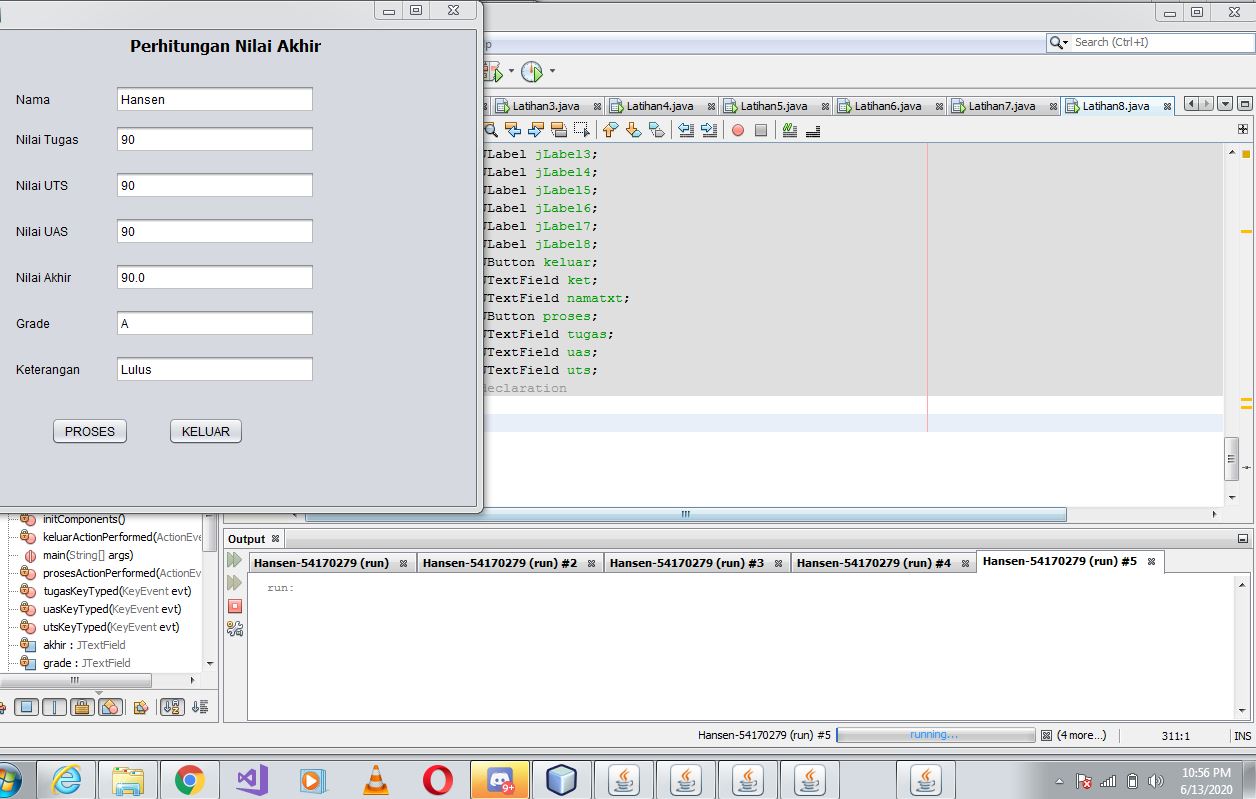 Perhitungan Nilai Akhir
Nama Hansen
Nilai Tugas 90
Nilai UTS 90
Nilai UAS 90
Nilai Akhir 90.0
Grade A
Keterangan Lulus
PROSES KELUAR
p
Search (Ctrl+I)
Latihan3.java Latihan4.java Latihan5.java Latihan6.java Latihan7.java Latihan8.java
JLabel jLabel3;
JLabel jLabel4;
JLabel jLabel5;
JLabel jLabel6;
JLabel jLabel7;
JLabel jLabel8;
JButton keluar;
JTextField ket;
JTextField namatxt;
JButton proses;
JTextField tugas;
JTextField uas;
JTextField uts;
declaration
initComponents()
keluarActionPerformed(ActionEve
main(String[] args)
prosesActionPerformed(ActionEv
tugasKeyTyped(KeyEvent evt)
uasKeyTyped(KeyEvent evt)
utsKeyTyped(KeyEvent evt)
akhir : JTextField
grade : JTextField
Output
Hansen-54170279 (run) Hansen-54170279 (run) #2 Hansen-54170279 (run) #3 Hansen-54170279 (run) #4 Hansen-54170279 (run) #5
run:
Hansen-54170279 (run) #5 running... (4 more...) 311:1 INS
9+
10:56 PM
6/13/2020